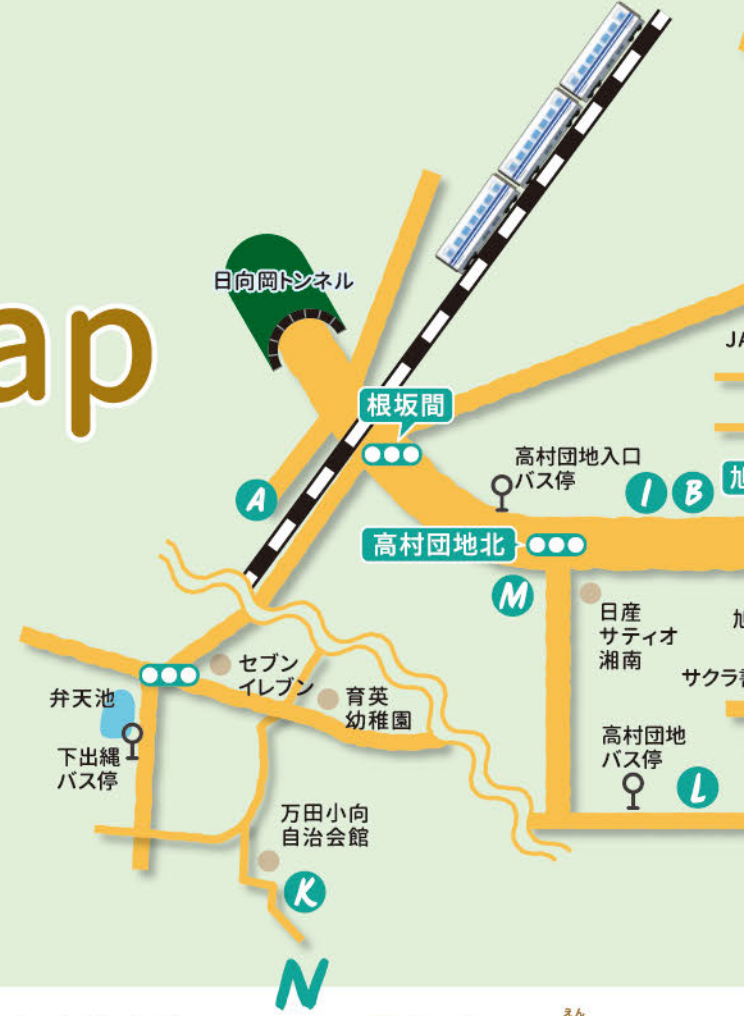 日向岡トンネル
ap
JA
根坂間
高村団地入口
バス停
I B
旭
A
高村団地北
M
日産
サティオ
湘南
旭
セブン
イレブン
サクラ書
弁天池
育英
幼稚園
下出縄
バス停
高村団地
バス停
L
万田小向
自治会館
K
N
えん